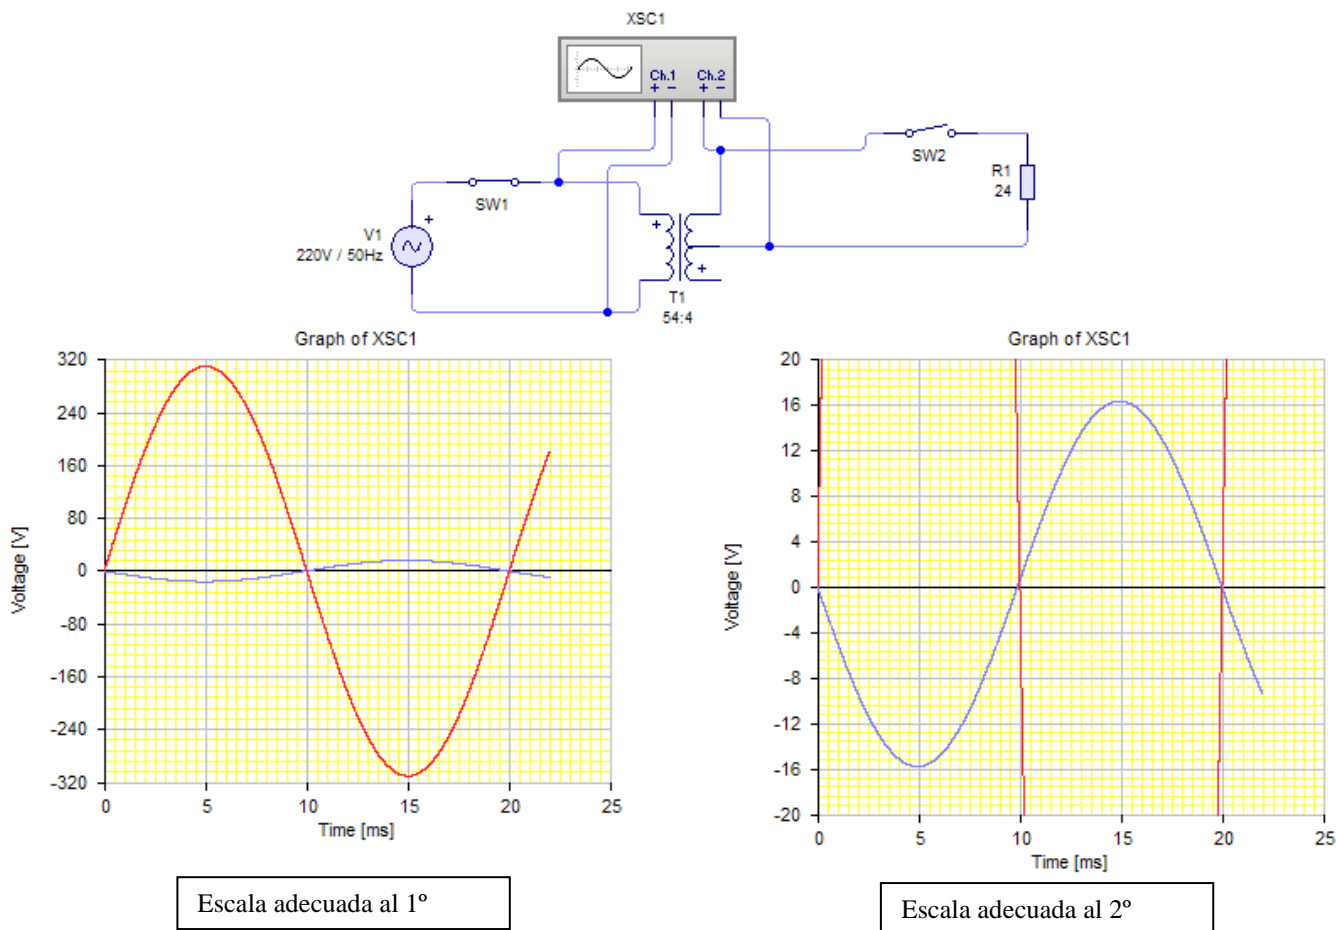 XSC1
Ch.1 Ch.2
+ − + −
SW2
R1
24
SW1
+
V1
220V / 50Hz
+
+
T1
54:4
Graph of XSC1
320
240
160
80
0
-80
-160
-240
-320
Voltage [V]
0 5 10 15 20 25
Time [ms]
Graph of XSC1
20
16
12
8
4
0
-4
-8
-12
-16
-20
Voltage [V]
0 5 10 15 20 25
Time [ms]
Escala adecuada al 1º
Escala adecuada al 2º